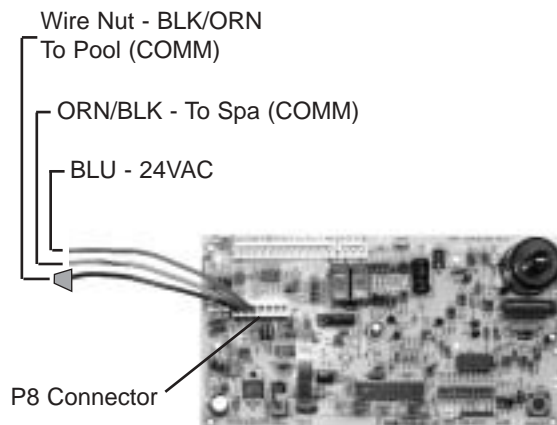 Wire Nut - BLK/ORN
To Pool (COMM)
ORN/BLK - To Spa (COMM)
BLU - 24VAC
P8 Connector